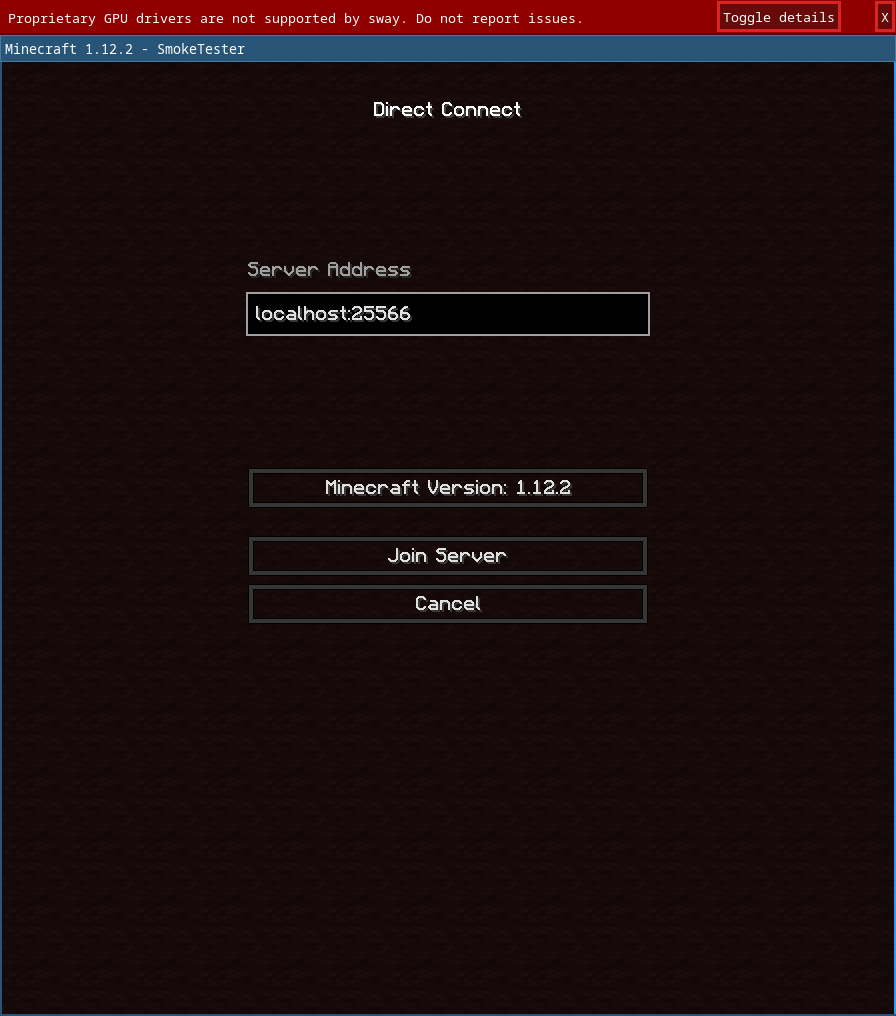 Proprietary GPU drivers are not supported by sway. Do not report issues.
Toggle details
X
Minecraft 1.12.2 - SmokeTester
Direct Connect
Server Address
localhost:25566
Minecraft Version: 1.12.2
Join Server
Cancel